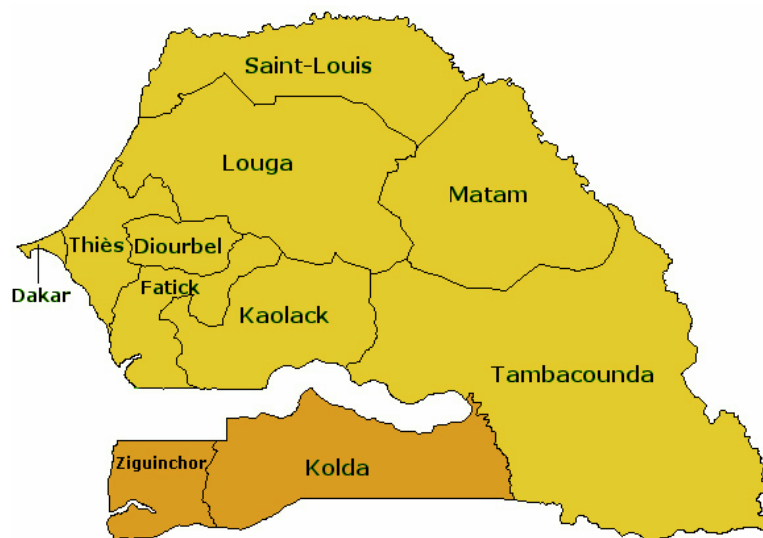 Saint-Louis
Louga
Matam
Thiès
Diourbel
Dakar
Fatick
Kaolack
Tambacounda
Ziguinchor
Kolda